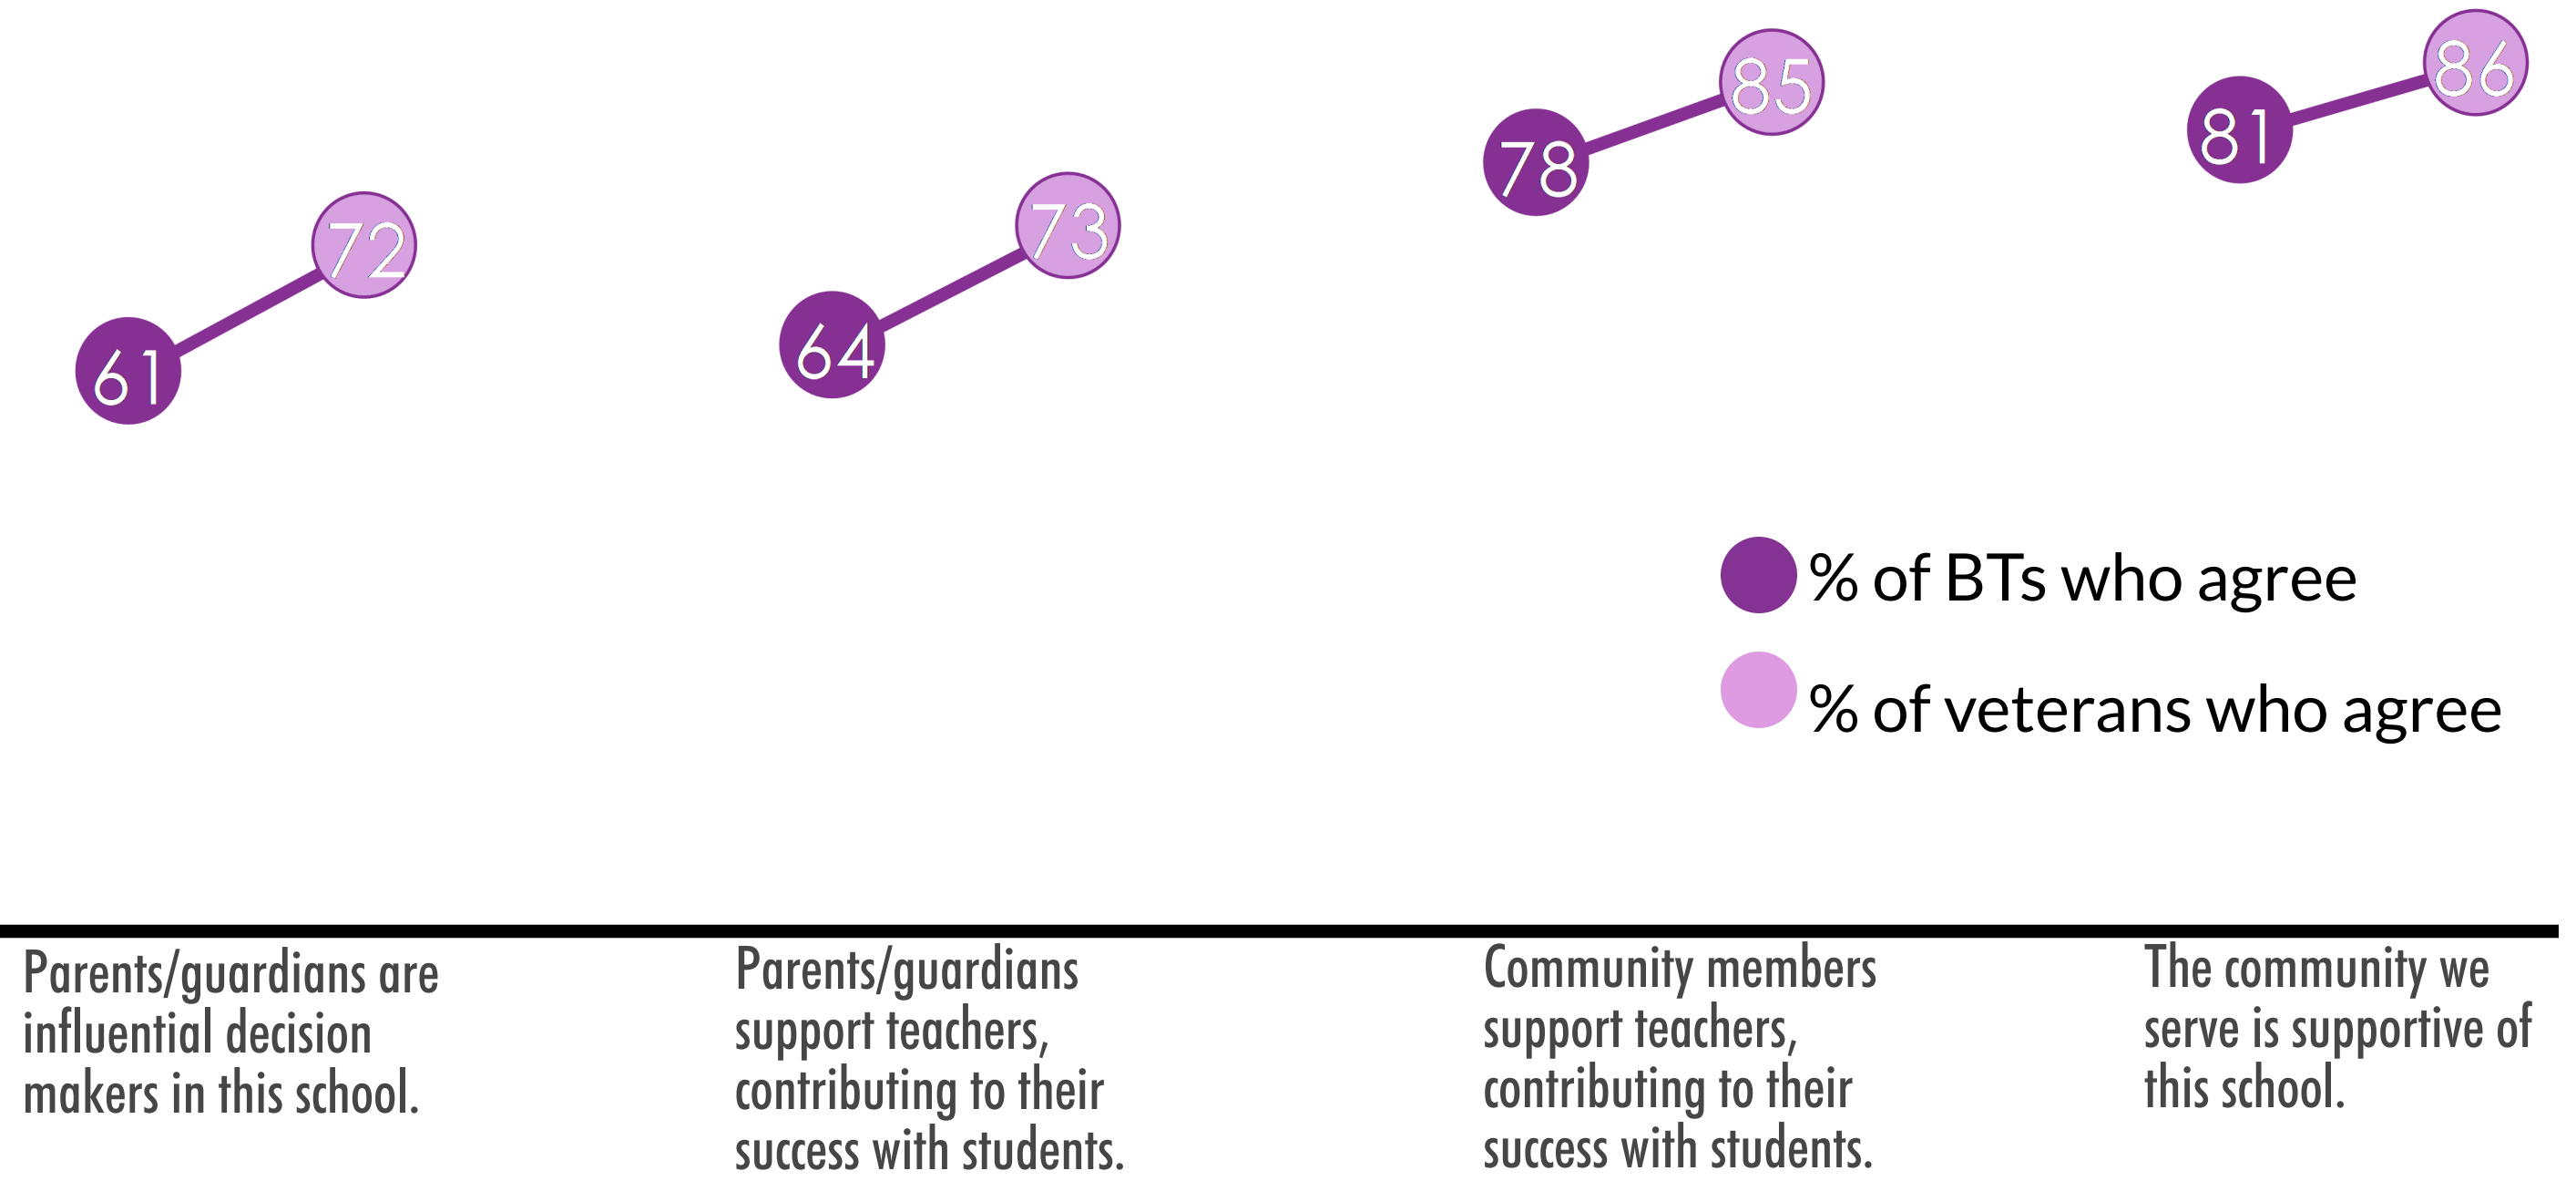 61
72
64
73
78
85
81
86
% of BTs who agree
% of veterans who agree
Parents/guardians are
influential decision
makers in this school.
Parents/guardians
support teachers,
contributing to their
success with students.
Community members
support teachers,
contributing to their
success with students.
The community we
serve is supportive of
this school.